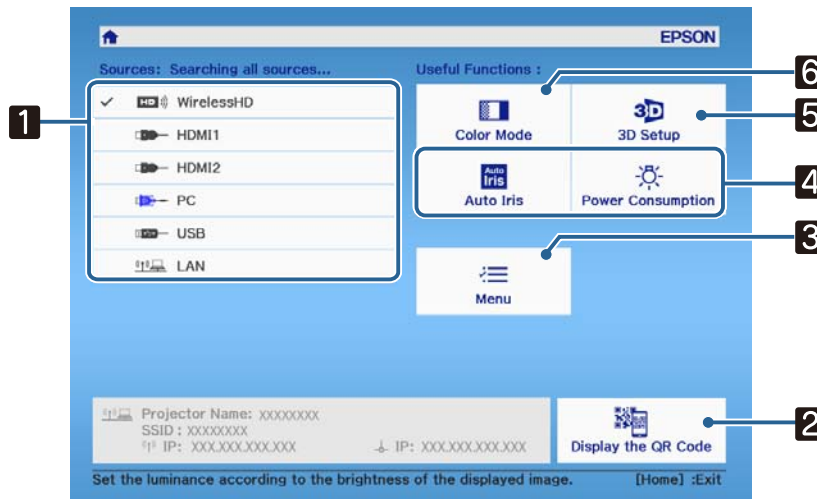 EPSON
Sources: Searching all sources...
Useful Functions :
1
WirelessHD
HDMI1
HDMI2
PC
USB
LAN
6
Color Mode
5
3D
3D Setup
4
Auto
Iris
Auto Iris
Power Consumption
3
Menu
Projector Name: XXXXXXXX
SSID : XXXXXXXX
IP: XXX.XXX.XXX.XXX
IP: XXX.XXX.XXX.XXX
2
Display the QR Code
Set the luminance according to the brightness of the displayed image.
[Home] :Exit